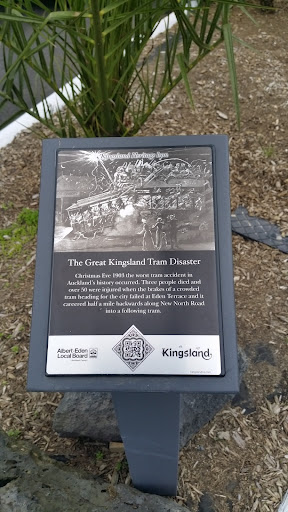 Kingsland Heritage Icon
The Great Kingsland Tram Disaster
Christmas Eve 1903 the worst tram accident in
Auckland's history occurred. Three people died and
over 50 were injured when the brakes of a crowded
tram heading for the city failed at Eden Terrace and it
careered half a mile backwards along New North Road
into a following tram.
Albert-Eden
Local Board
Kingsland